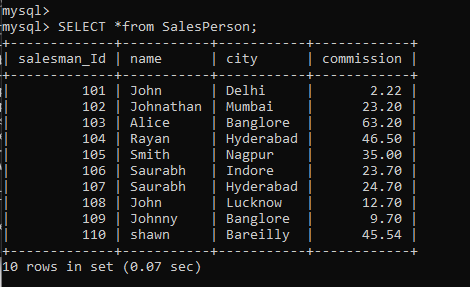 mysql>
mysql> SELECT *from SalesPerson;
+-------------+-----------+-----------+------------+
| salesman_Id | name      | city      | commission |
+-------------+-----------+-----------+------------+
|         101 | John      | Delhi     |       2.22 |
|         102 | Johnathan | Mumbai    |      23.20 |
|         103 | Alice     | Banglore  |      63.20 |
|         104 | Rayan     | Hyderabad |      46.50 |
|         105 | Smith     | Nagpur    |      35.00 |
|         106 | Saurabh   | Indore    |      23.70 |
|         107 | Saurabh   | Hyderabad |      24.70 |
|         108 | John      | Lucknow   |      12.70 |
|         109 | Johnny    | Banglore  |       9.70 |
|         110 | shawn     | Bareilly  |      45.54 |
+-------------+-----------+-----------+------------+
10 rows in set (0.07 sec)